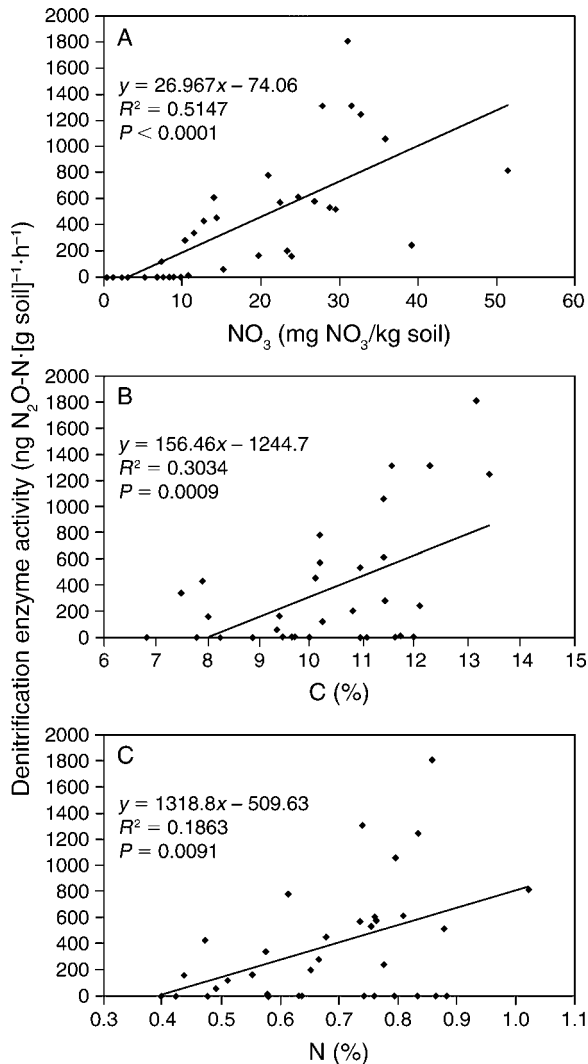 Denitrification enzyme activity (ng N₂O-N·[g soil]⁻¹·h⁻¹)
2000
1800
1600
1400
1200
1000
800
600
400
200
0
A
y = 26.967x – 74.06
R² = 0.5147
P < 0.0001
0 10 20 30 40 50 60
NO₃ (mg NO₃/kg soil)
2000
1800
1600
1400
1200
1000
800
600
400
200
0
B
y = 156.46x – 1244.7
R² = 0.3034
P = 0.0009
6 7 8 9 10 11 12 13 14 15
C (%)
2000
1800
1600
1400
1200
1000
800
600
400
200
0
C
y = 1318.8x – 509.63
R² = 0.1863
P = 0.0091
0.3 0.4 0.5 0.6 0.7 0.8 0.9 1.0 1.1
N (%)